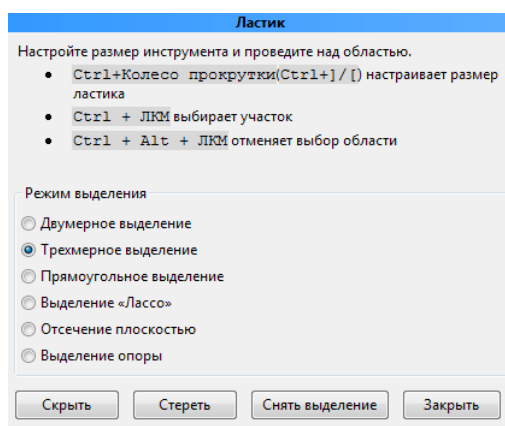 Ластик
Настройте размер инструмента и проведите над областью.
• Ctrl+Колесо прокрутки(Ctrl+]/[) настраивает размер
ластика
• Ctrl + ЛКМ выбирает участок
• Ctrl + Alt + ЛКМ отменяет выбор области
Режим выделения
Двумерное выделение
Трехмерное выделение
Прямоугольное выделение
Выделение «Лассо»
Отсечение плоскостью
Выделение опоры
Скрыть Стереть Снять выделение Закрыть